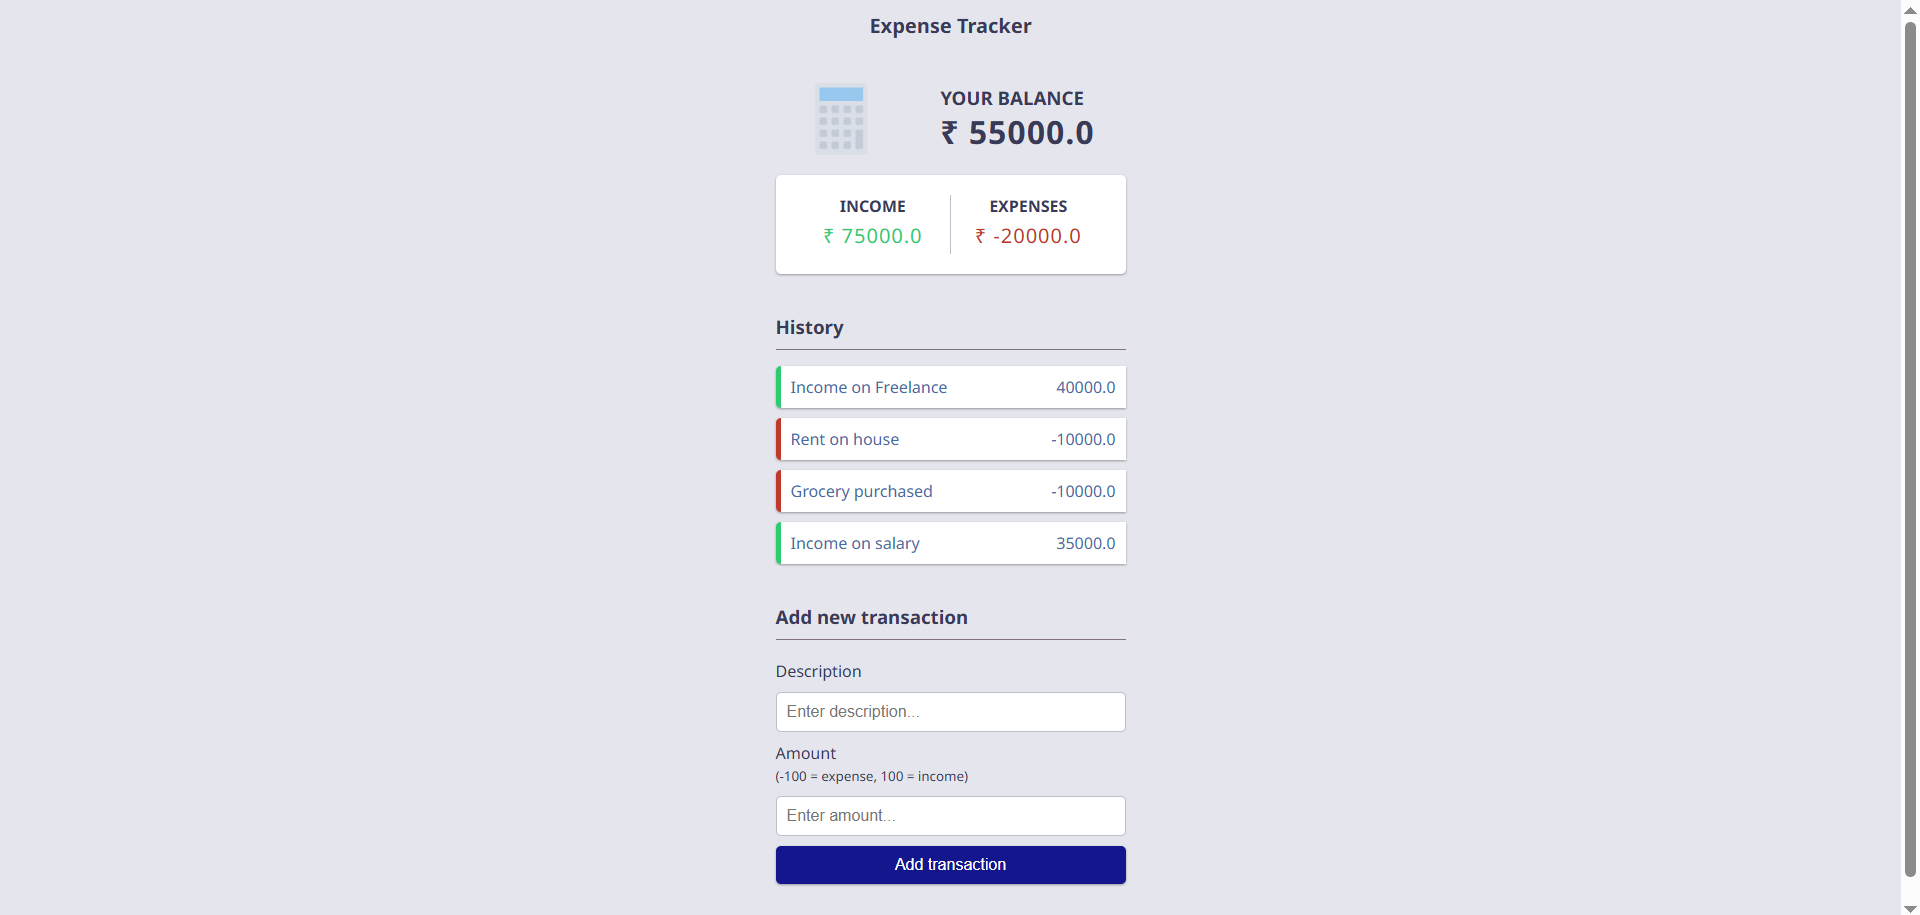 Expense Tracker
YOUR BALANCE
₹ 55000.0
INCOME
₹ 75000.0
EXPENSES
₹ -20000.0
History
Income on Freelance 40000.0
Rent on house -10000.0
Grocery purchased -10000.0
Income on salary 35000.0
Add new transaction
Description
Enter description...
Amount
(-100 = expense, 100 = income)
Enter amount...
Add transaction